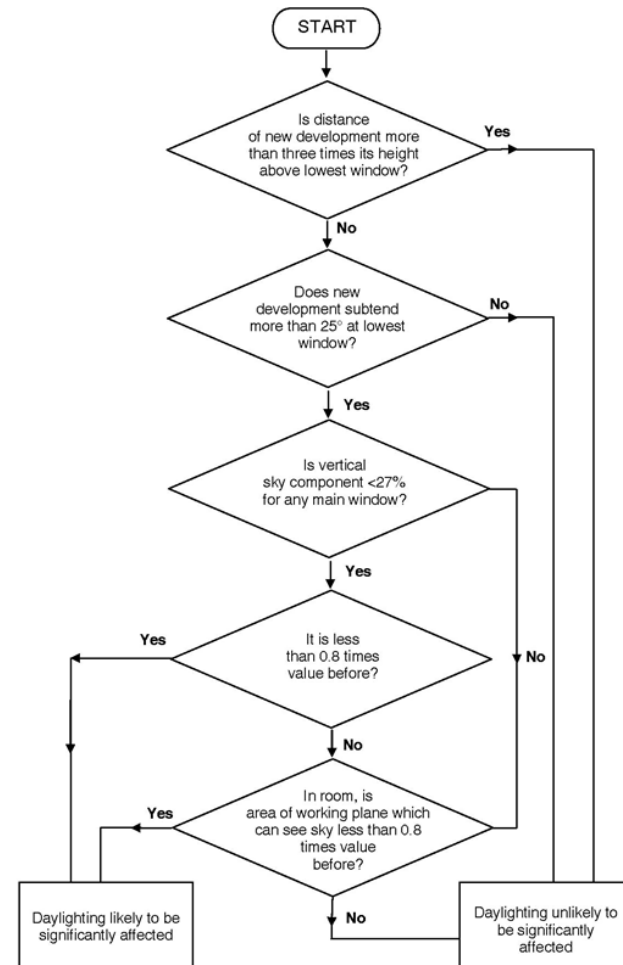 START
Is distance
of new development more
than three times its height
above lowest window?
Yes
No
Does new
development subtend
more than 25° at lowest
window?
No
Yes
Is vertical
sky component <27%
for any main window?
Yes
Yes
It is less
than 0.8 times
value before?
No
No
In room, is
area of working plane which
can see sky less than 0.8
times value
before?
Yes
No
Daylighting likely to be
significantly affected
Daylighting unlikely to
be significantly
affected